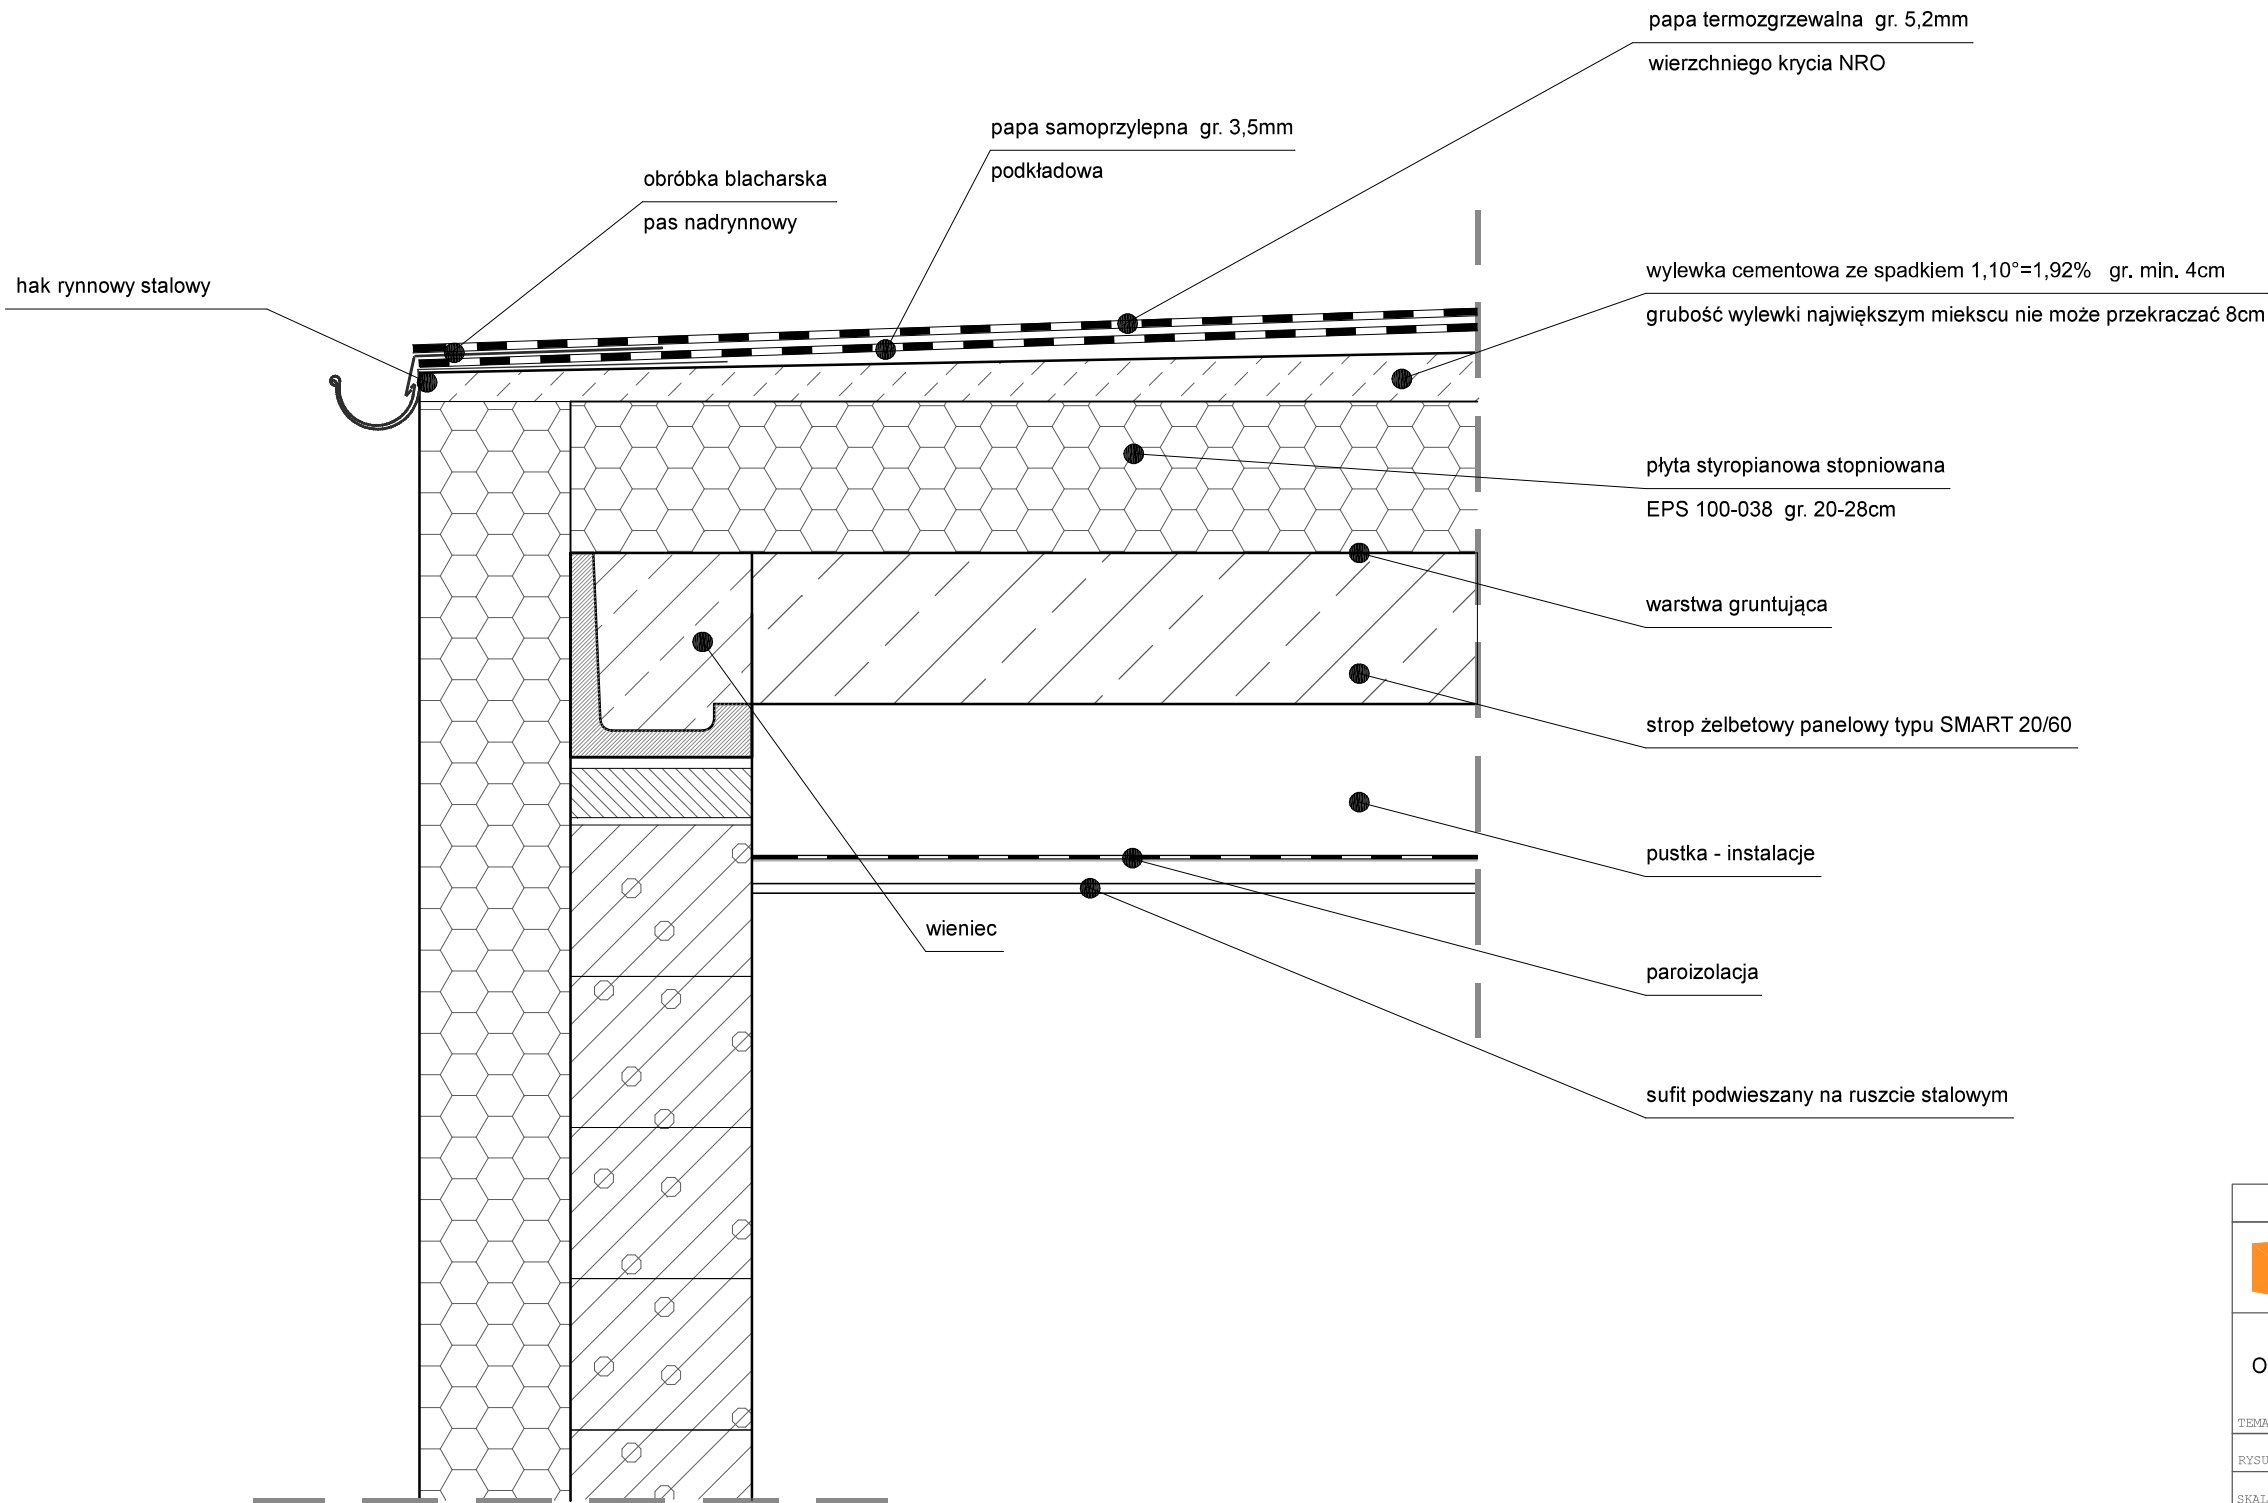 papa termozgrzewalna gr. 5,2mm
wierzchniego krycia NRO
papa samoprzylepna gr. 3,5mm
podkładowa
obróbka blacharska
pas nadrynnowy
hak rynnowy stalowy
wylewka cementowa ze spadkiem 1,10°=1,92% gr. min. 4cm
grubość wylewki największym miekscu nie może przekraczać 8cm
płyta styropianowa stopniowana
EPS 100-038 gr. 20-28cm
warstwa gruntująca
strop żelbetowy panelowy typu SMART 20/60
pustka - instalacje
wieniec
paroizolacja
sufit podwieszany na ruszcie stalowym